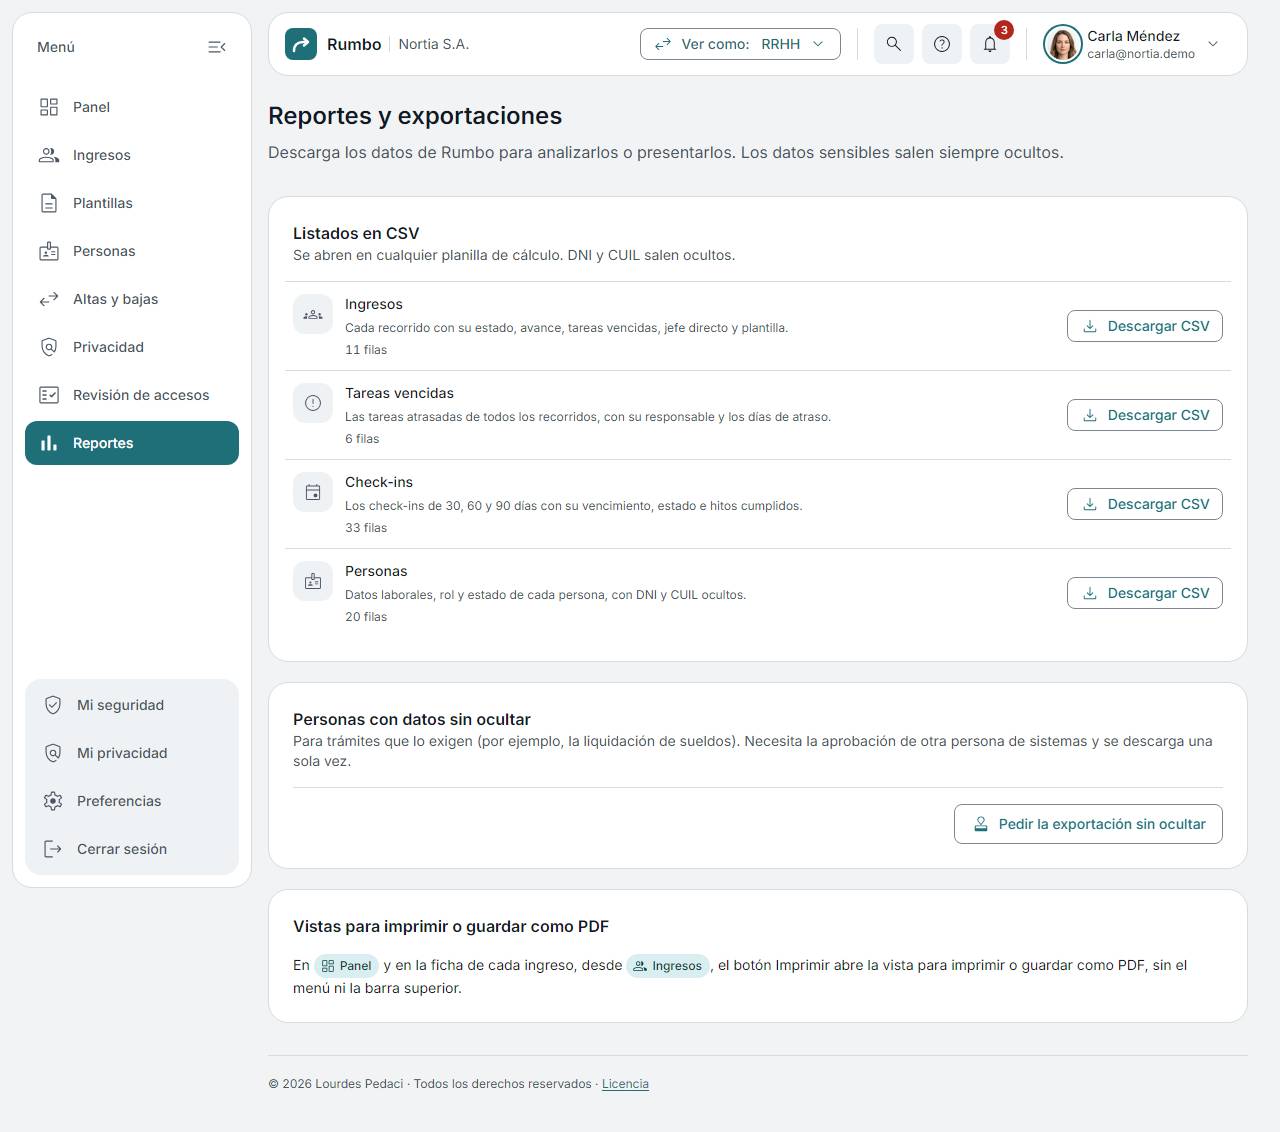 Menú
Panel
Ingresos
Plantillas
Personas
Altas y bajas
Privacidad
Revisión de accesos
Reportes
Mi seguridad
Mi privacidad
Preferencias
Cerrar sesión
Rumbo
Nortia S.A.
Ver como: RRHH
3
Carla Méndez
carla@nortia.demo
Reportes y exportaciones
Descarga los datos de Rumbo para analizarlos o presentarlos. Los datos sensibles salen siempre ocultos.
Listados en CSV
Se abren en cualquier planilla de cálculo. DNI y CUIL salen ocultos.
Ingresos
Cada recorrido con su estado, avance, tareas vencidas, jefe directo y plantilla.
11 filas
Descargar CSV
Tareas vencidas
Las tareas atrasadas de todos los recorridos, con su responsable y los días de atraso.
6 filas
Descargar CSV
Check-ins
Los check-ins de 30, 60 y 90 días con su vencimiento, estado e hitos cumplidos.
33 filas
Descargar CSV
Personas
Datos laborales, rol y estado de cada persona, con DNI y CUIL ocultos.
20 filas
Descargar CSV
Personas con datos sin ocultar
Para trámites que lo exigen (por ejemplo, la liquidación de sueldos). Necesita la aprobación de otra persona de sistemas y se descarga una
sola vez.
Pedir la exportación sin ocultar
Vistas para imprimir o guardar como PDF
En Panel y en la ficha de cada ingreso, desde Ingresos, el botón Imprimir abre la vista para imprimir o guardar como PDF, sin el
menú ni la barra superior.
© 2026 Lourdes Pedaci · Todos los derechos reservados · Licencia